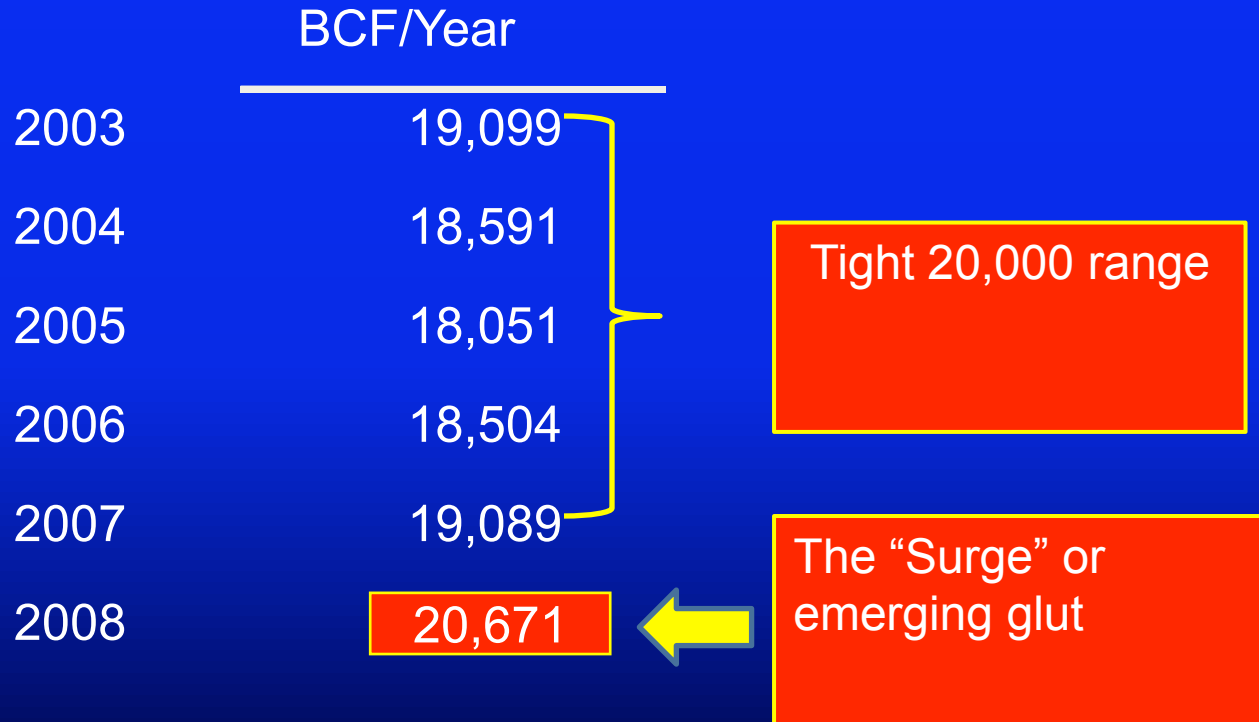 BCF/Year
2003 19,099
2004 18,591
2005 18,051
2006 18,504
2007 19,089
2008 20,671
Tight 20,000 range
The “Surge” or
emerging glut